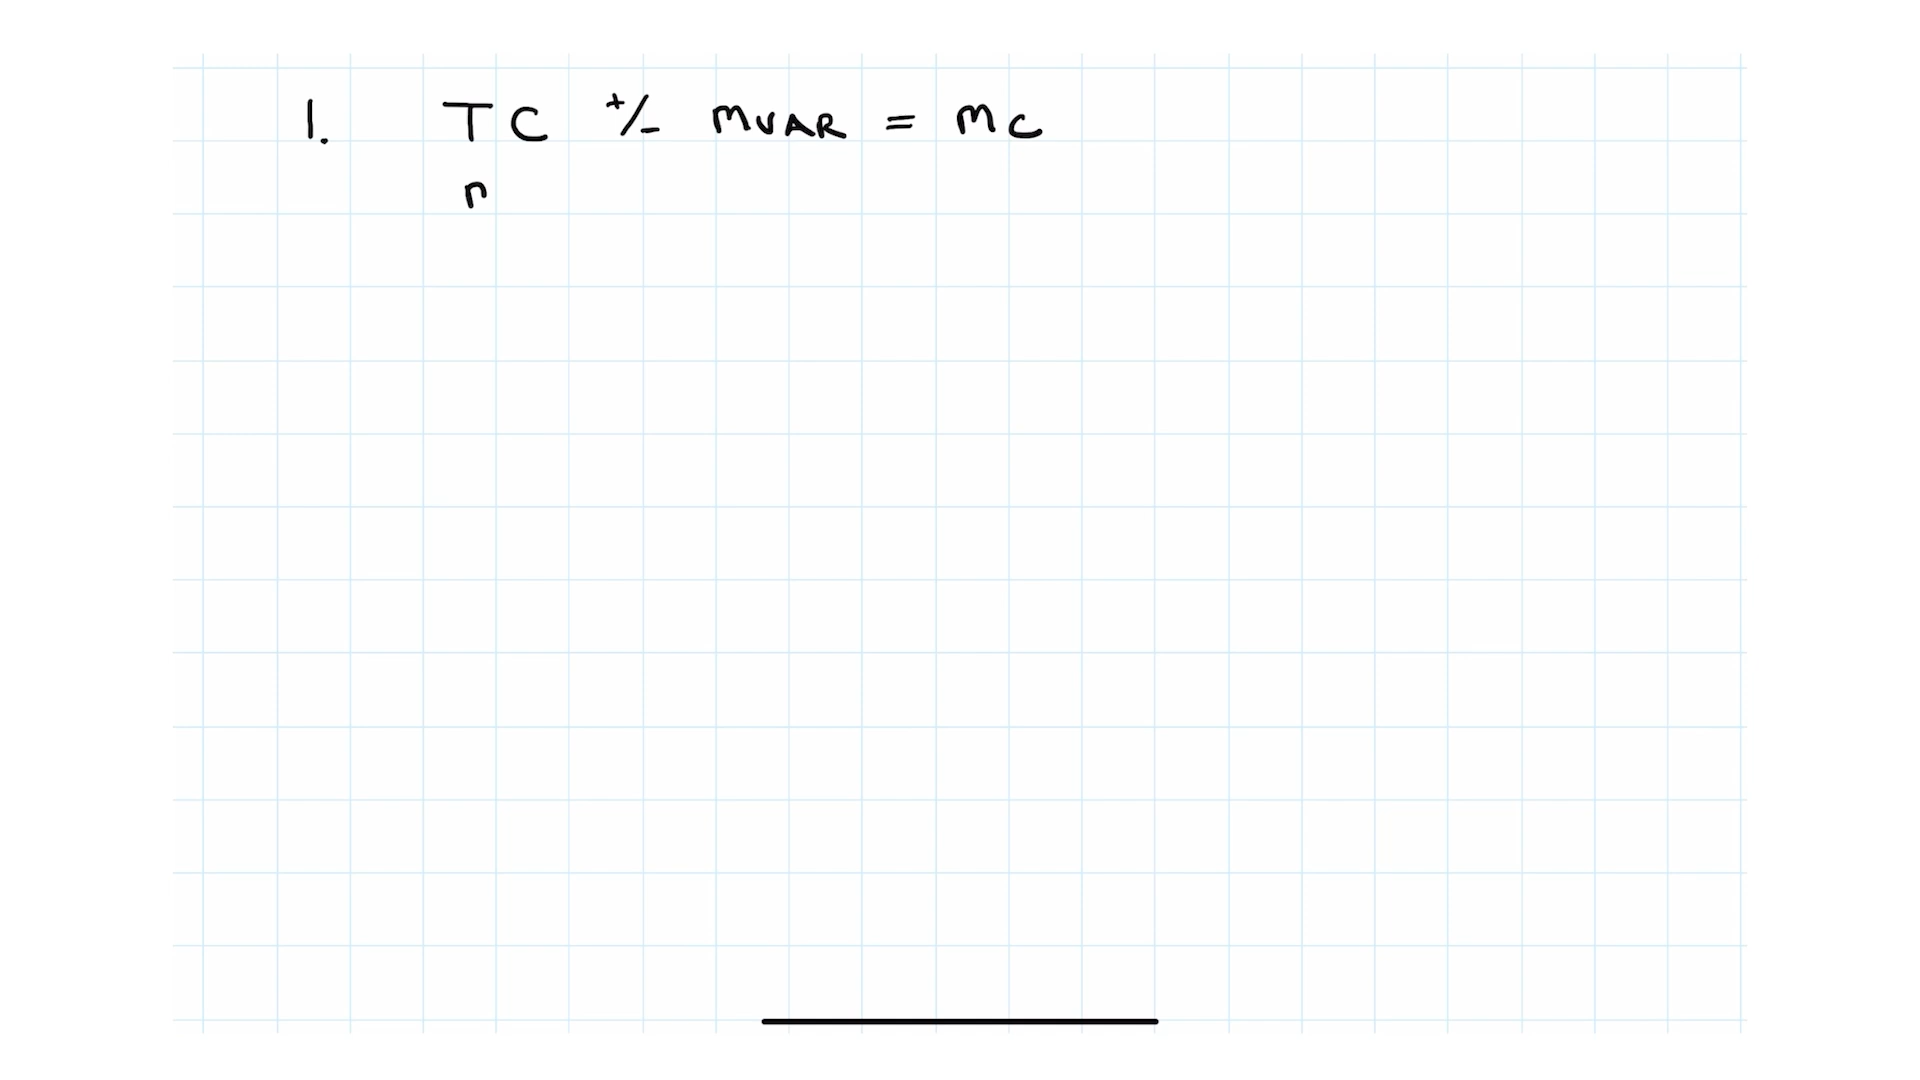 1. TC +/- MVAR = MC
n